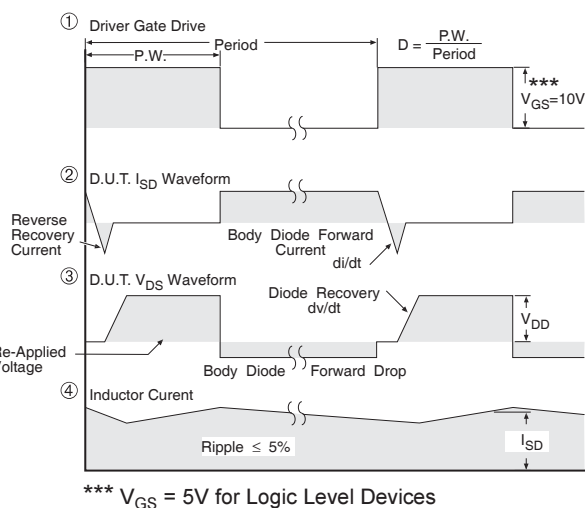 ① Driver Gate Drive
Period
P.W.
D = P.W. / Period
***
V_GS=10V
② D.U.T. I_SD Waveform
Reverse
Recovery
Current
Body Diode Forward
Current
di/dt
③ D.U.T. V_DS Waveform
Diode Recovery
dv/dt
V_DD
Re-Applied
Voltage
Body Diode
Forward Drop
④ Inductor Curent
Ripple ≤ 5%
I_SD
*** V_GS = 5V for Logic Level Devices